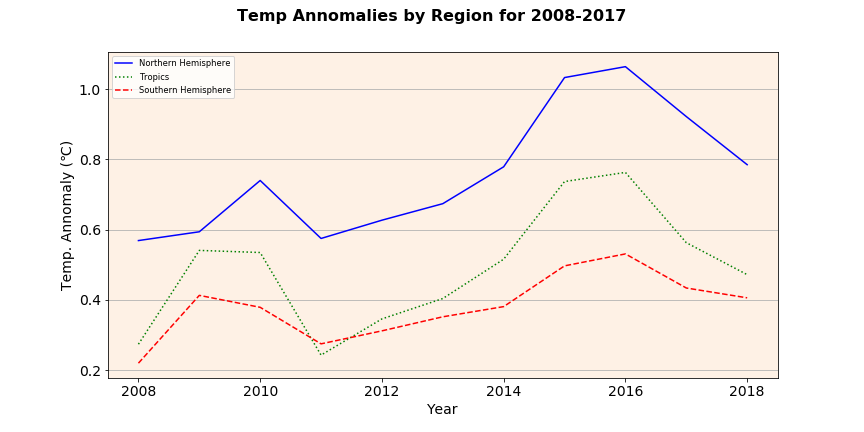 Temp Annomalies by Region for 2008-2017
Northern Hemisphere
Tropics
Southern Hemisphere
1.0
0.8
0.6
0.4
0.2
Temp. Annomaly (℃)
2008 2010 2012 2014 2016 2018
Year